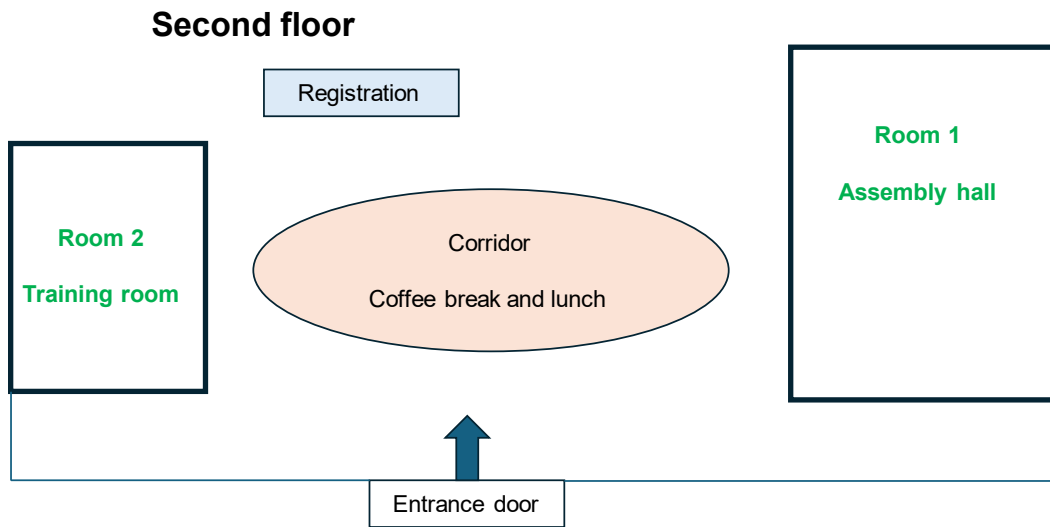 Second floor
Registration
Room 1
Assembly hall
Room 2
Training room
Corridor
Coffee break and lunch
Entrance door